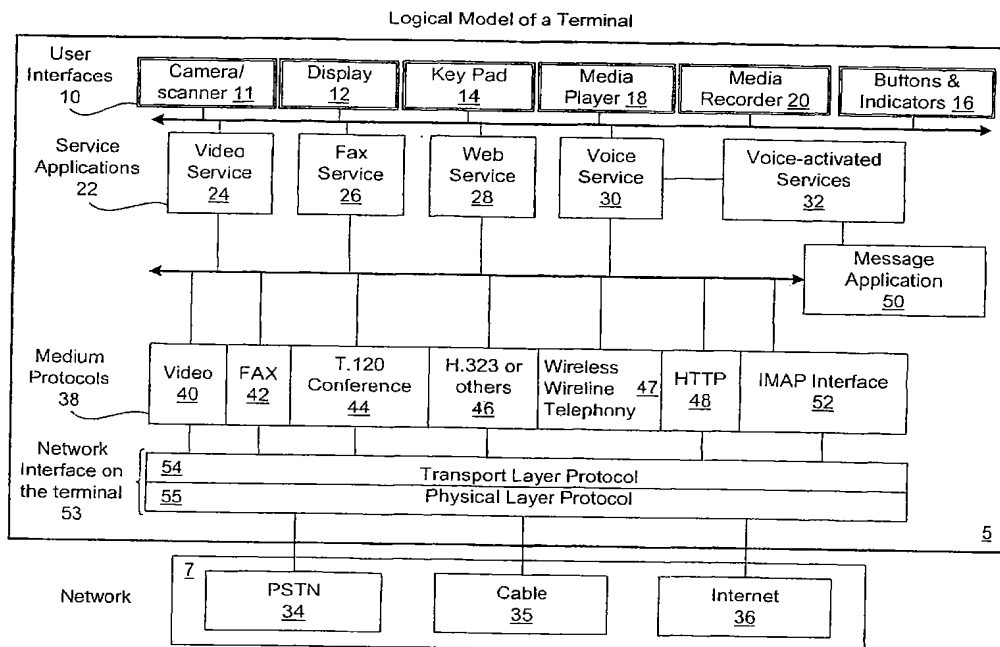 Logical Model of a Terminal
User
Interfaces
10
Camera/
scanner 11
Display
12
Key Pad
14
Media
Player 18
Media
Recorder 20
Buttons &
Indicators 16
Service
Applications
22
Video
Service
24
Fax
Service
26
Web
Service
28
Voice
Service
30
Voice-activated
Services
32
Message
Application
50
Medium
Protocols
38
Video
40
FAX
42
T.120
Conference
44
H.323 or
others
46
Wireless
Wireline 47
Telephony
HTTP
48
IMAP Interface
52
Network
Interface on
the terminal
53
54
Transport Layer Protocol
55
Physical Layer Protocol
5
Network
7
PSTN
34
Cable
35
Internet
36